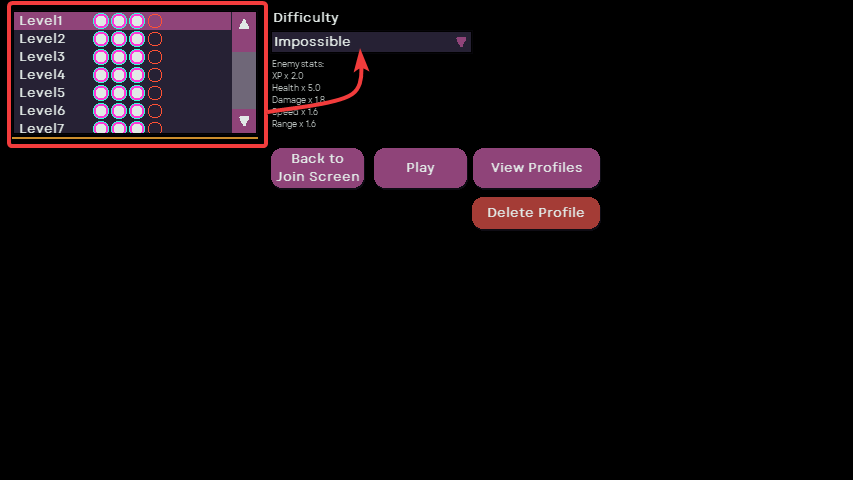 Level1
Level2
Level3
Level4
Level5
Level6
Level7
Difficulty
Impossible
Enemy stats:
XP x 2.0
Health x 5.0
Damage x 1.8
Speed x 1.6
Range x 1.6
Back to
Join Screen
Play
View Profiles
Delete Profile